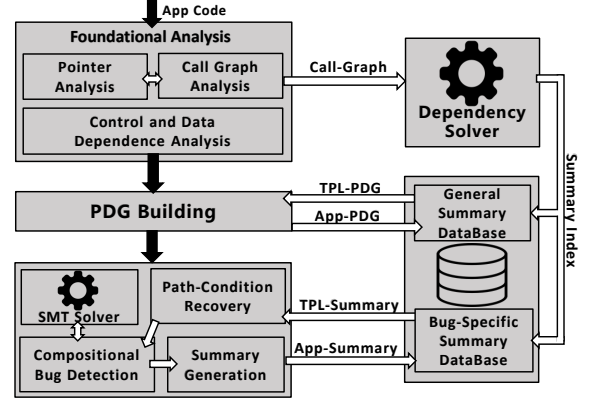 App Code
Foundational Analysis
Pointer
Analysis
Call Graph
Analysis
Control and Data
Dependence Analysis
Call-Graph
Dependency
Solver
Summary Index
PDG Building
TPL-PDG
App-PDG
General
Summary
DataBase
SMT Solver
Path-Condition
Recovery
Compositional
Bug Detection
Summary
Generation
TPL-Summary
App-Summary
Bug-Specific
Summary
DataBase